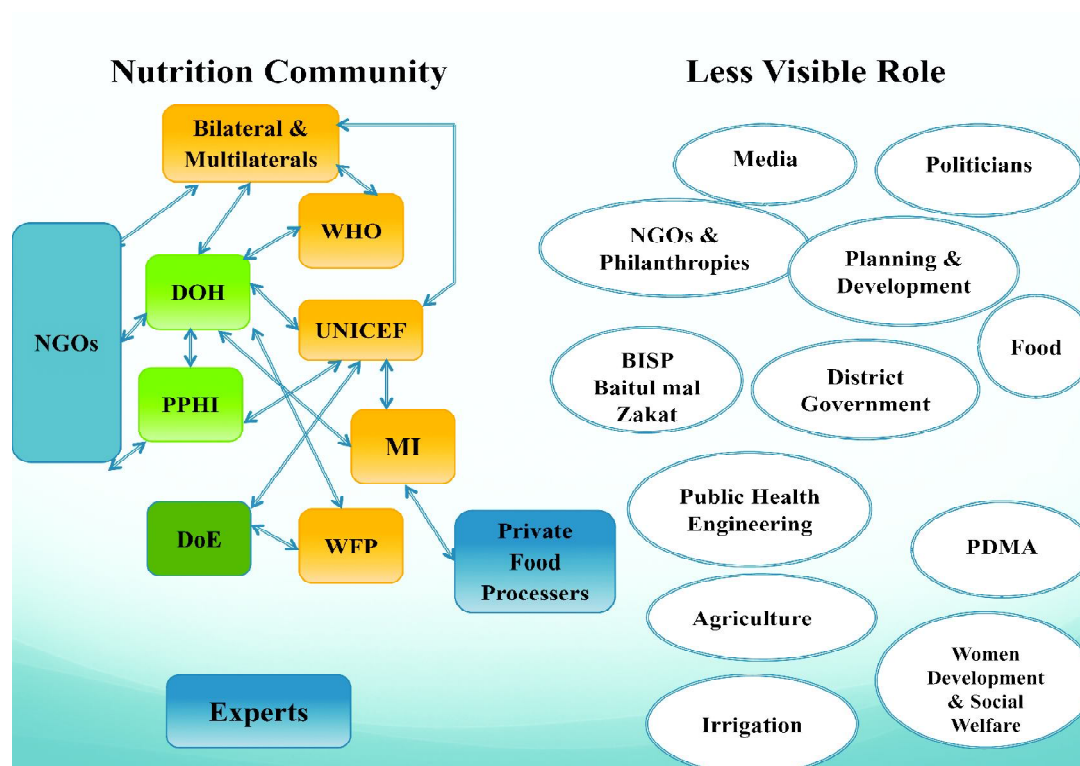 Nutrition Community
Bilateral &
Multilaterals
WHO
NGOs
DOH
UNICEF
PPHI
MI
DoE
WFP
Private
Food
Processers
Experts
Less Visible Role
Media
Politicians
NGOs &
Philanthropies
Planning &
Development
Food
BISP
Baitul mal
Zakat
District
Government
Public Health
Engineering
PDMA
Agriculture
Women
Development
& Social
Welfare
Irrigation